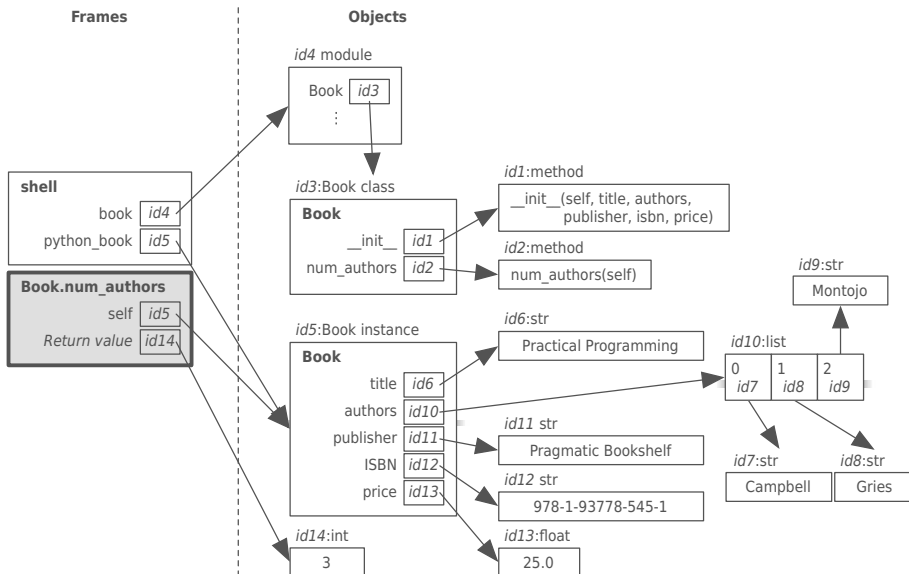 Frames
Objects
id4 module
Book id3
⋮
shell
book id4
python_book id5
Book.num_authors
self id5
Return value id14
id3:Book class
Book
__init__ id1
num_authors id2
id1:method
__init__(self, title, authors,
publisher, isbn, price)
id2:method
num_authors(self)
id5:Book instance
Book
title id6
authors id10
publisher id11
ISBN id12
price id13
id6:str
Practical Programming
id9:str
Montojo
id10:list
0 1 2
id7 id8 id9
id11 str
Pragmatic Bookshelf
id7:str
Campbell
id8:str
Gries
id12 str
978-1-93778-545-1
id14:int
3
id13:float
25.0